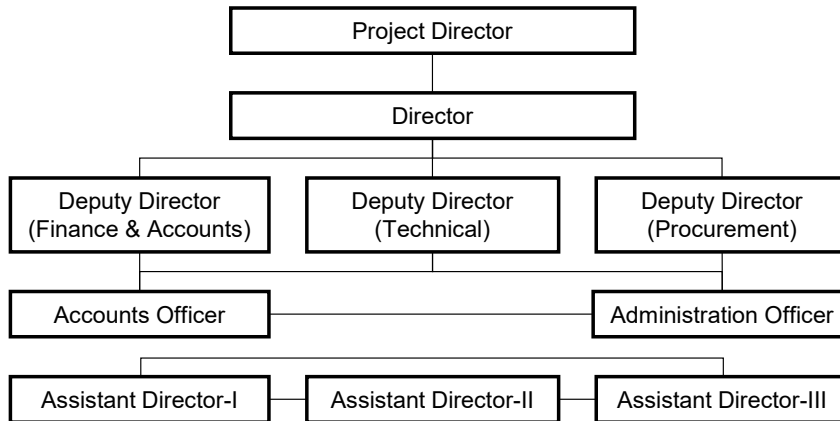 Project Director
Director
Deputy Director
(Finance & Accounts)
Deputy Director
(Technical)
Deputy Director
(Procurement)
Accounts Officer
Administration Officer
Assistant Director-I
Assistant Director-II
Assistant Director-III